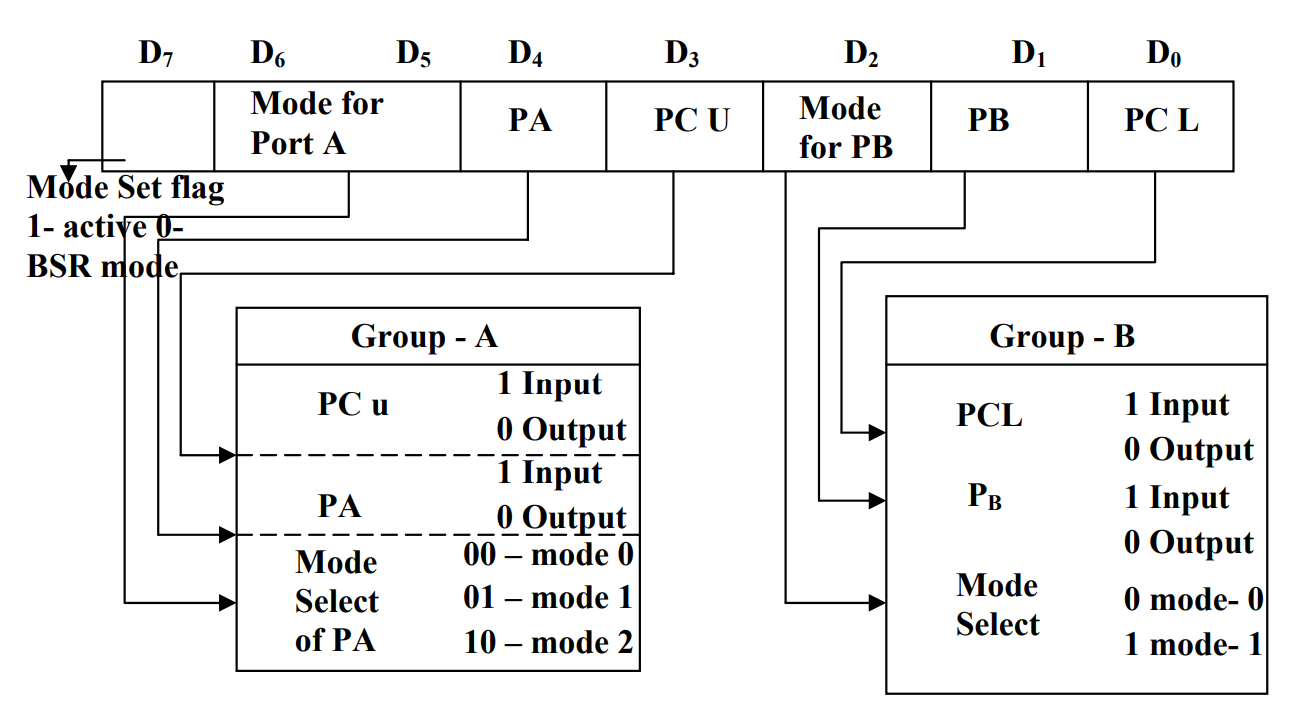 D7 D6 D5 D4 D3 D2 D1 D0
Mode for
Port A
PA
PC U
Mode
for PB
PB
PC L
Mode Set flag
1- active 0-
BSR mode
Group - A
PC u
1 Input
0 Output
PA
1 Input
0 Output
Mode
Select
of PA
00 – mode 0
01 – mode 1
10 – mode 2
Group - B
PCL
1 Input
0 Output
PB
1 Input
0 Output
Mode
Select
0 mode- 0
1 mode- 1